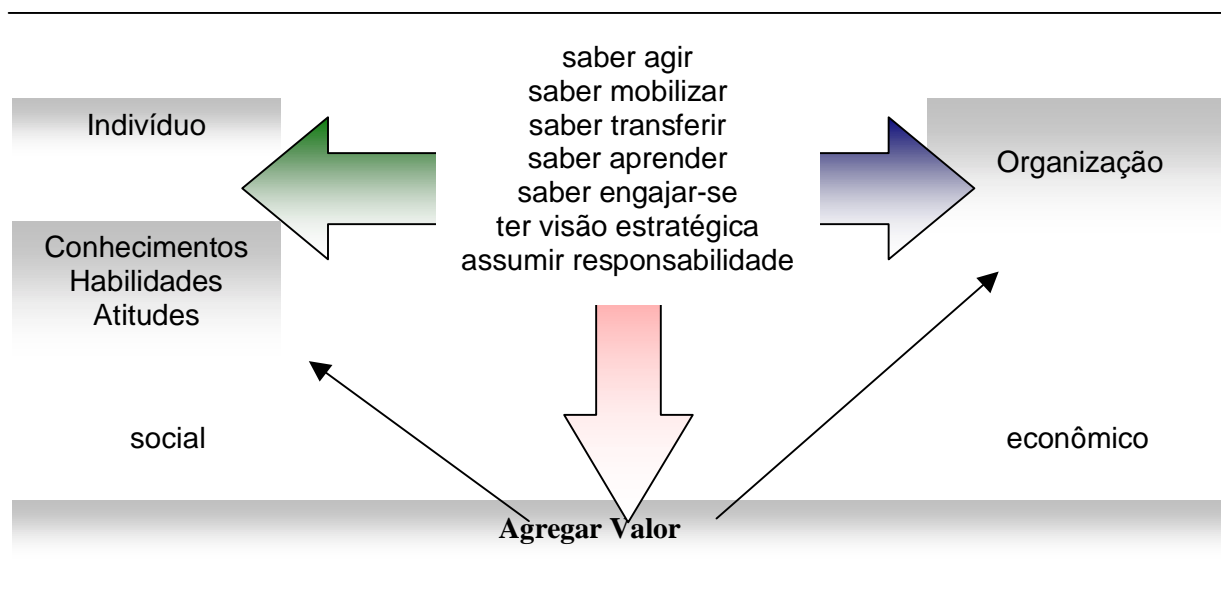 saber agir
saber mobilizar
saber transferir
saber aprender
saber engajar-se
ter visão estratégica
assumir responsabilidade
Indivíduo
Conhecimentos
Habilidades
Atitudes
social
Organização
econômico
Agregar Valor